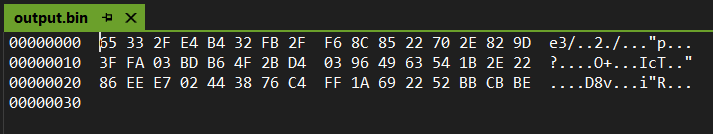 output.bin
00000000 65 33 2F E4 B4 32 FB 2F F6 8C 85 22 70 2E 82 9D e3/..2./..."p...
00000010 3F FA 03 BD B6 4F 2B D4 03 96 49 63 54 1B 2E 22 ?....O+...IcT.."
00000020 86 EE E7 02 44 38 76 C4 FF 1A 69 22 52 BB CB BE ....D8v...i"R...
00000030